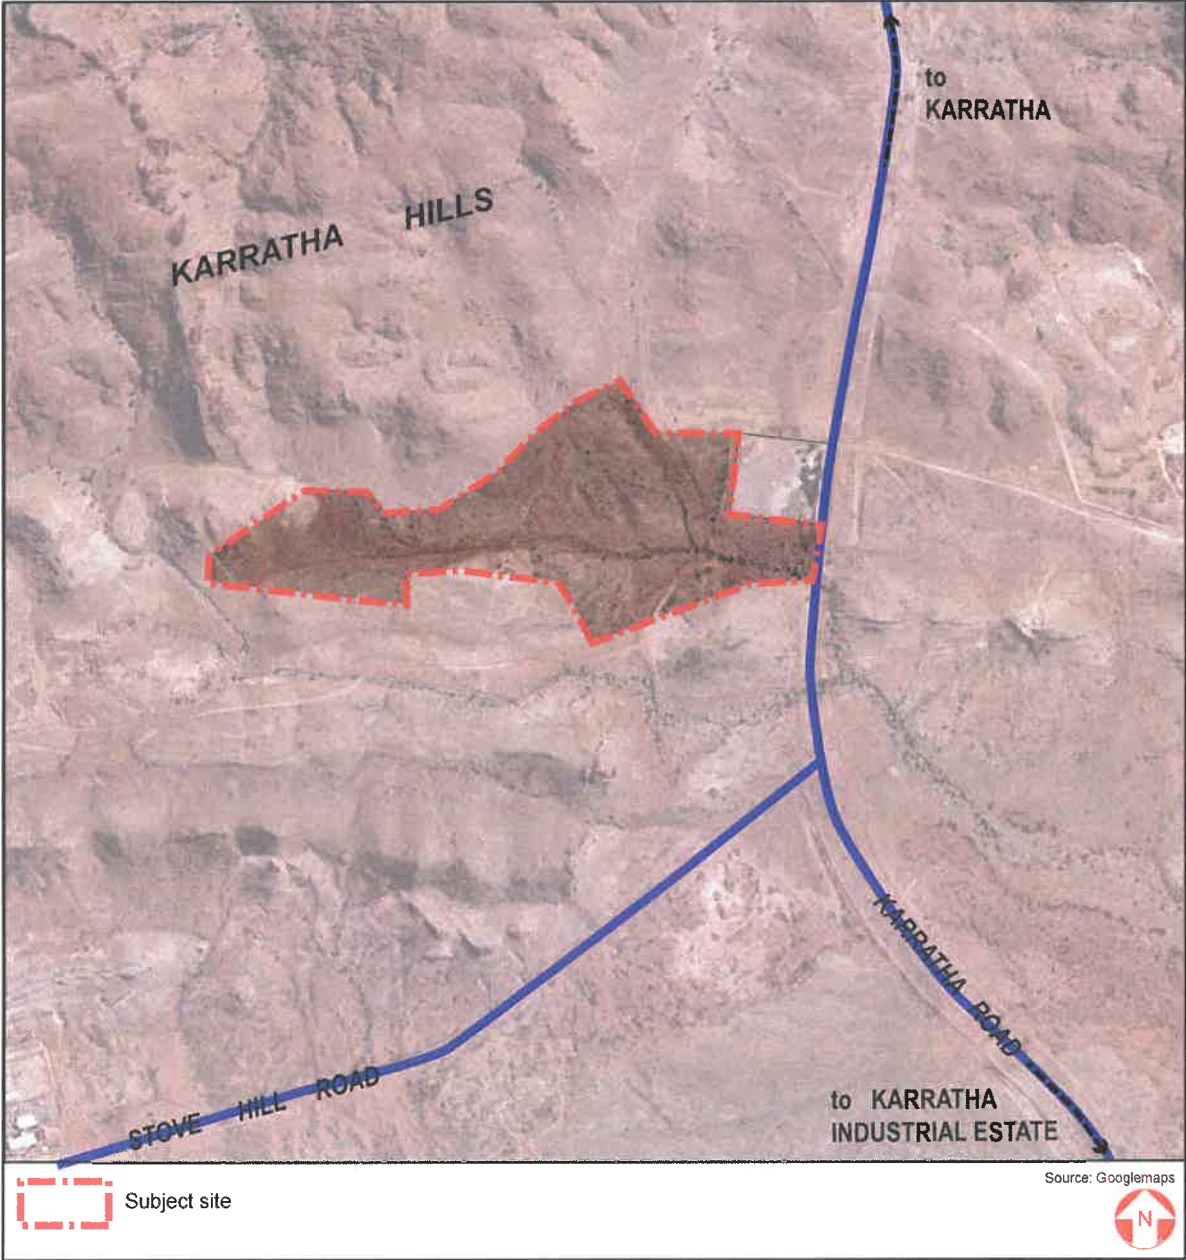 to
KARRATHA
KARRATHA HILLS
KARRATHA ROAD
STOVE HILL ROAD
to KARRATHA
INDUSTRIAL ESTATE
Subject site
Source: Googlemaps
N